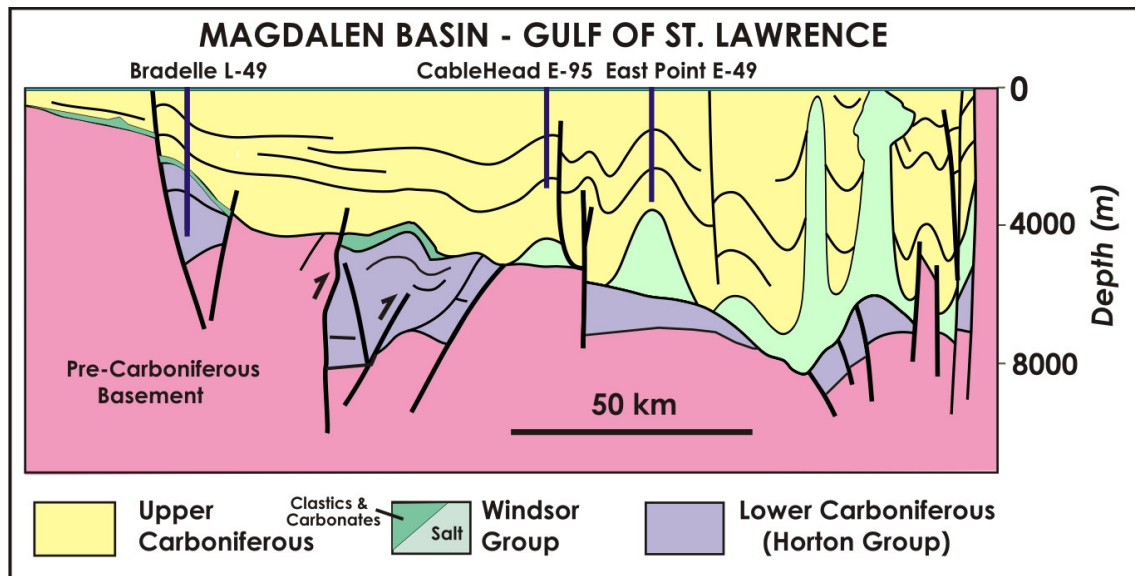 MAGDALEN BASIN - GULF OF ST. LAWRENCE
Bradelle L-49 CableHead E-95 East Point E-49
0
4000
8000
Depth (m)
Pre-Carboniferous
Basement
50 km
Upper
Carboniferous
Clastics &
Carbonates
Salt
Windsor
Group
Lower Carboniferous
(Horton Group)